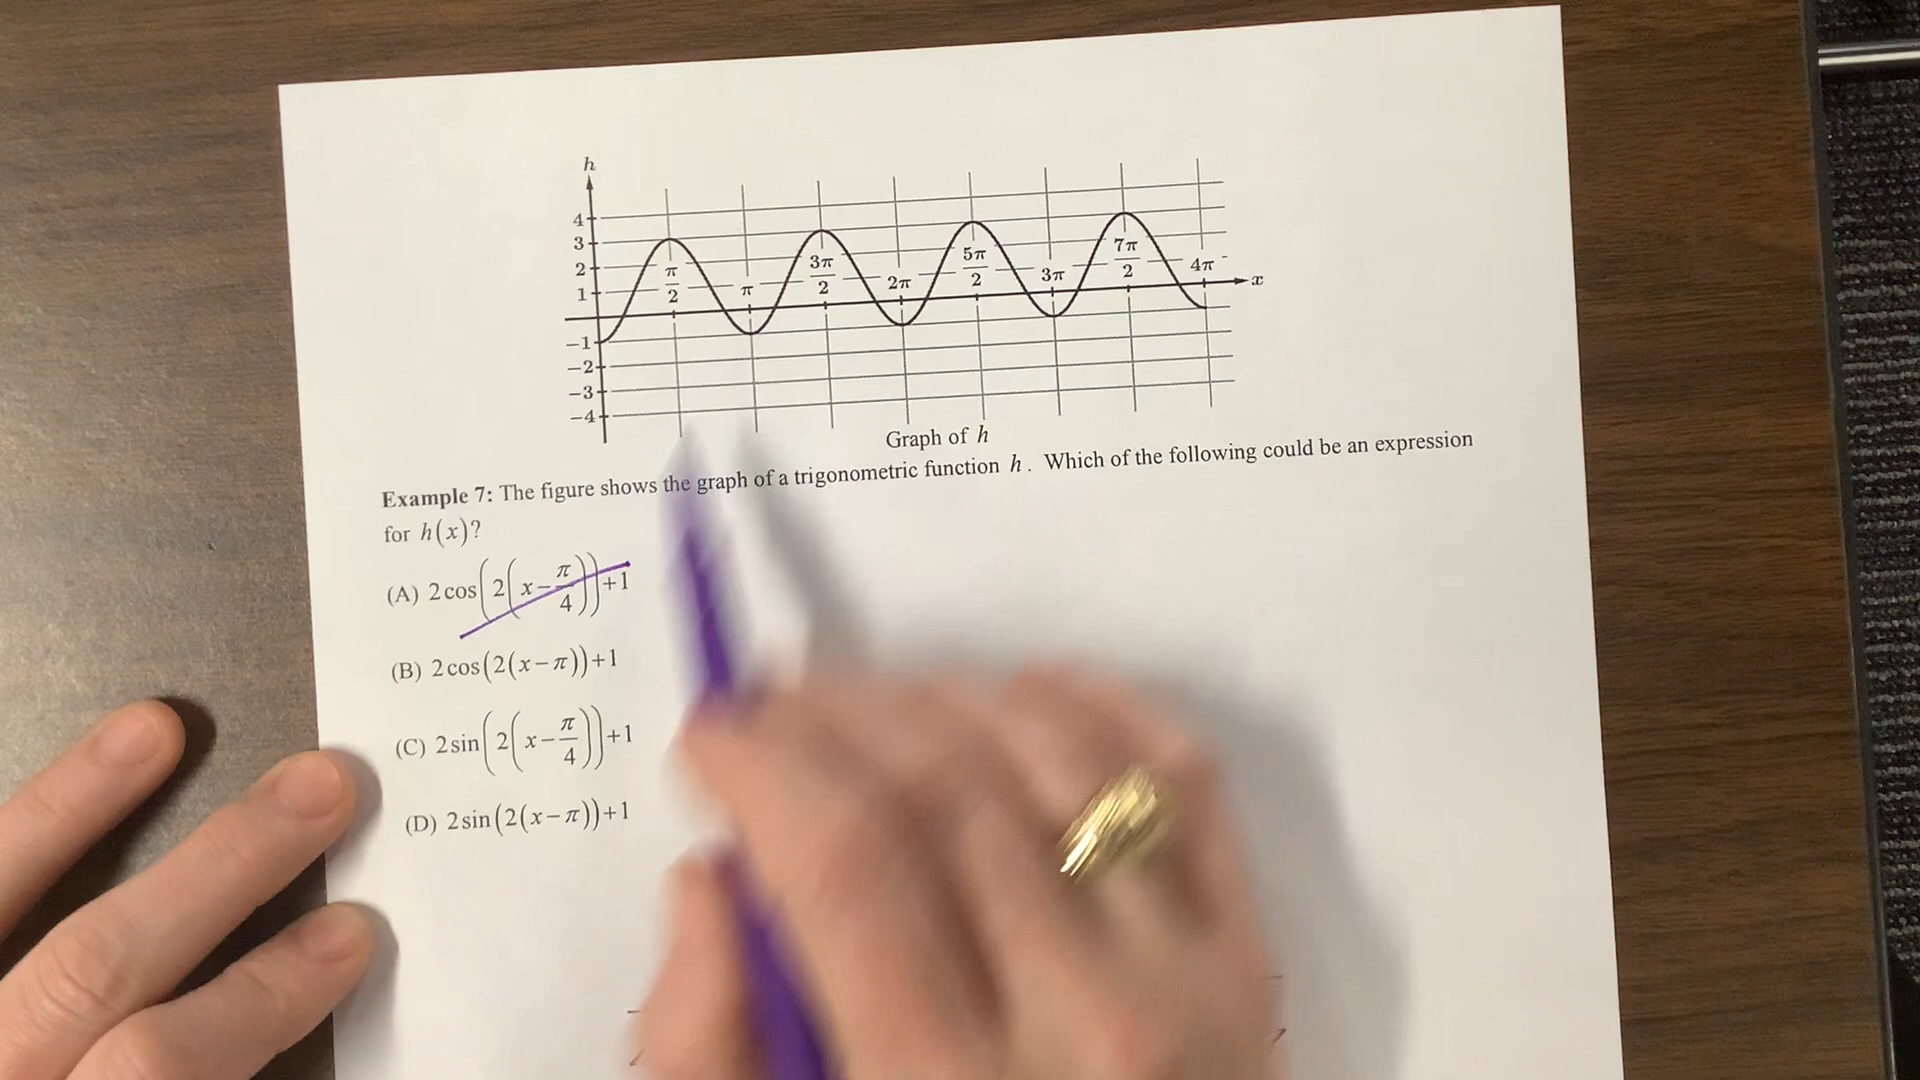 h
4
3
2
1
-1
-2
-3
-4
π/2
π
3π/2
2π
5π/2
3π
7π/2
4π
x
Graph of h
Example 7: The figure shows the graph of a trigonometric function h. Which of the following could be an expression
for h(x)?
(A) 2cos(2(x-π/4))+1
(B) 2cos(2(x-π))+1
(C) 2sin(2(x-π/4))+1
(D) 2sin(2(x-π))+1